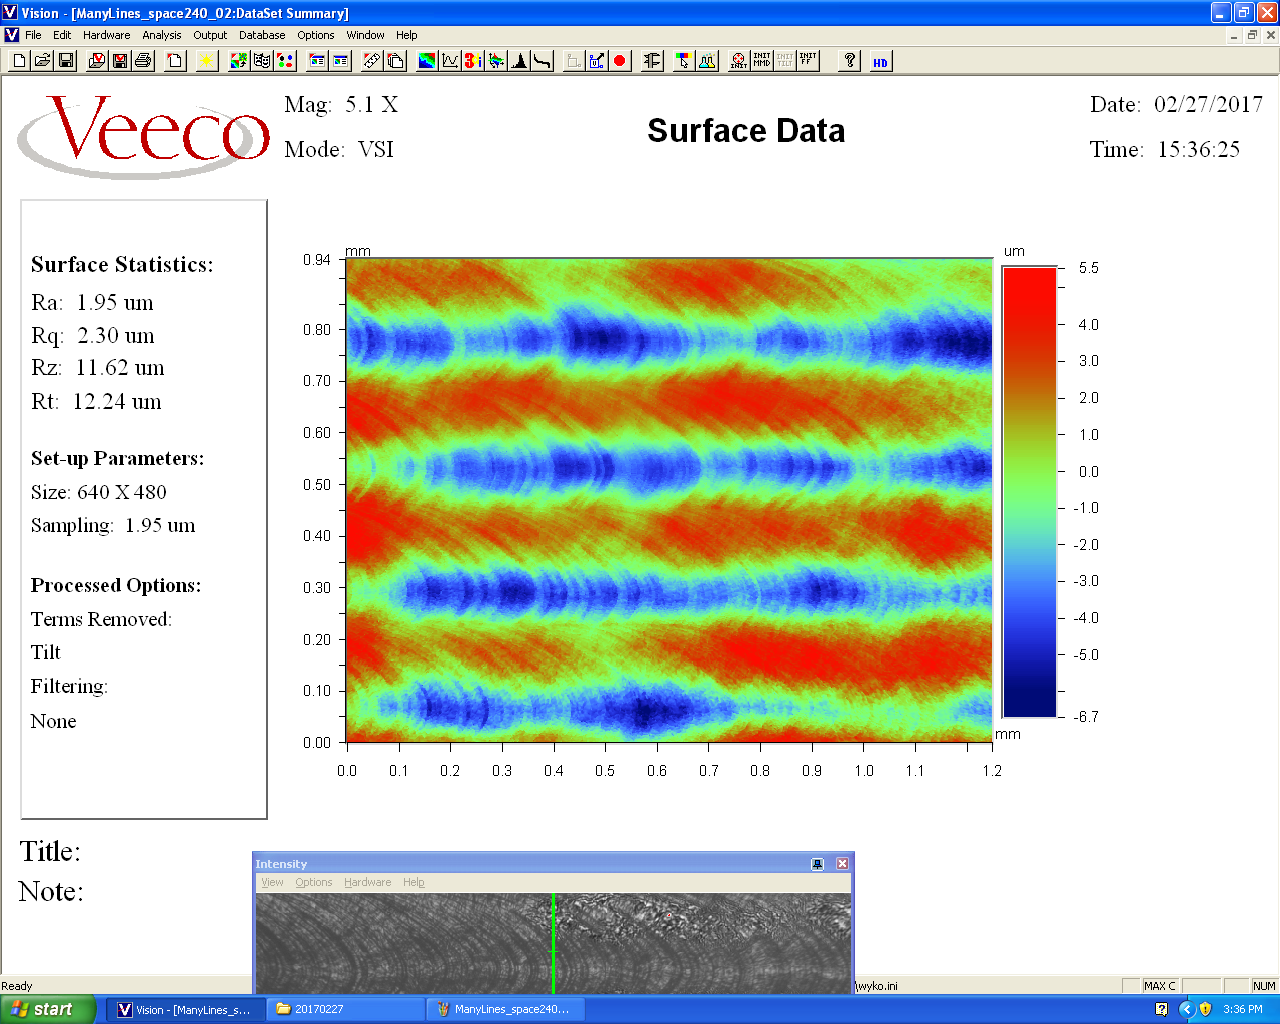 Vision - [ManyLines_space240_02:DataSet Summary]
File Edit Hardware Analysis Output Database Options Window Help
INIT INIT MMD INIT TILT INIT FF ? HD
Veeco
Mag: 5.1 X
Mode: VSI
Surface Data
Date: 02/27/2017
Time: 15:36:25
Surface Statistics:
Ra: 1.95 um
Rq: 2.30 um
Rz: 11.62 um
Rt: 12.24 um
Set-up Parameters:
Size: 640 X 480
Sampling: 1.95 um
Processed Options:
Terms Removed:
Tilt
Filtering:
None
mm
0.94
0.80
0.70
0.60
0.50
0.40
0.30
0.20
0.10
0.00
0.0 0.1 0.2 0.3 0.4 0.5 0.6 0.7 0.8 0.9 1.0 1.1 1.2
mm
um
5.5
4.0
3.0
2.0
1.0
0.0
-1.0
-2.0
-3.0
-4.0
-5.0
-6.7
Title:
Note:
Intensity
View Options Hardware Help
Ready
\wyko.ini
MAX C
NUM
start
Vision - [ManyLines_s...
20170227
ManyLines_space240...
3:36 PM